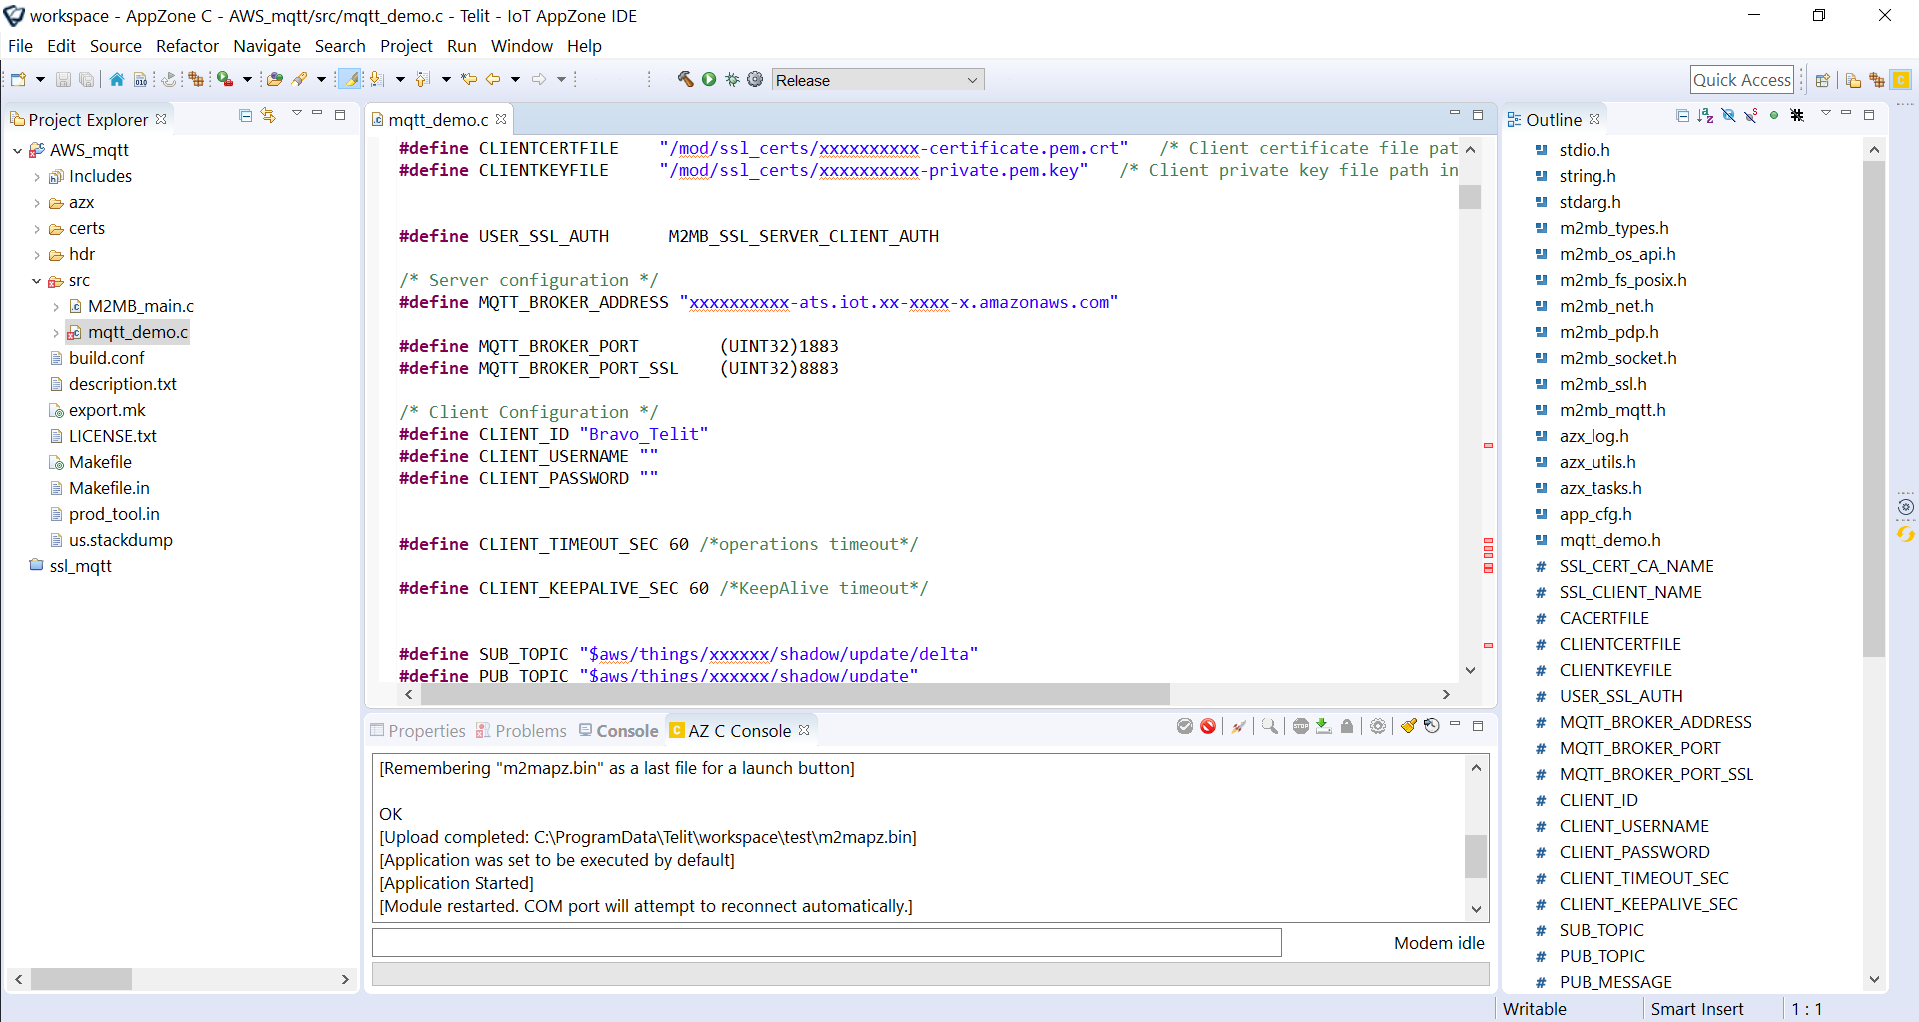 workspace - AppZone C - AWS_mqtt/src/mqtt_demo.c - Telit - IoT AppZone IDE
File Edit Source Refactor Navigate Search Project Run Window Help
Release
Quick Access
Project Explorer
AWS_mqtt
Includes
azx
certs
hdr
src
M2MB_main.c
mqtt_demo.c
build.conf
description.txt
export.mk
LICENSE.txt
Makefile
Makefile.in
prod_tool.in
us.stackdump
ssl_mqtt
mqtt_demo.c
#define CLIENTCERTFILE "/mod/ssl_certs/xxxxxxxxxx-certificate.pem.crt" /* Client certificate file pat
#define CLIENTKEYFILE "/mod/ssl_certs/xxxxxxxxxx-private.pem.key" /* Client private key file path in
#define USER_SSL_AUTH M2MB_SSL_SERVER_CLIENT_AUTH
/* Server configuration */
#define MQTT_BROKER_ADDRESS "xxxxxxxxxx-ats.iot.xx-xxxx-x.amazonaws.com"
#define MQTT_BROKER_PORT (UINT32)1883
#define MQTT_BROKER_PORT_SSL (UINT32)8883
/* Client Configuration */
#define CLIENT_ID "Bravo_Telit"
#define CLIENT_USERNAME ""
#define CLIENT_PASSWORD ""
#define CLIENT_TIMEOUT_SEC 60 /*operations timeout*/
#define CLIENT_KEEPALIVE_SEC 60 /*KeepAlive timeout*/
#define SUB_TOPIC "$aws/things/xxxxxx/shadow/update/delta"
#define PUB_TOPIC "$aws/things/xxxxxx/shadow/update"
Properties Problems Console AZ C Console
[Remembering "m2mapz.bin" as a last file for a launch button]
OK
[Upload completed: C:\ProgramData\Telit\workspace\test\m2mapz.bin]
[Application was set to be executed by default]
[Application Started]
[Module restarted. COM port will attempt to reconnect automatically.]
Modem idle
Outline
stdio.h
string.h
stdarg.h
m2mb_types.h
m2mb_os_api.h
m2mb_fs_posix.h
m2mb_net.h
m2mb_pdp.h
m2mb_socket.h
m2mb_ssl.h
m2mb_mqtt.h
azx_log.h
azx_utils.h
azx_tasks.h
app_cfg.h
mqtt_demo.h
# SSL_CERT_CA_NAME
# SSL_CLIENT_NAME
# CACERTFILE
# CLIENTCERTFILE
# CLIENTKEYFILE
# USER_SSL_AUTH
# MQTT_BROKER_ADDRESS
# MQTT_BROKER_PORT
# MQTT_BROKER_PORT_SSL
# CLIENT_ID
# CLIENT_USERNAME
# CLIENT_PASSWORD
# CLIENT_TIMEOUT_SEC
# CLIENT_KEEPALIVE_SEC
# SUB_TOPIC
# PUB_TOPIC
# PUB_MESSAGE
Writable Smart Insert 1 : 1